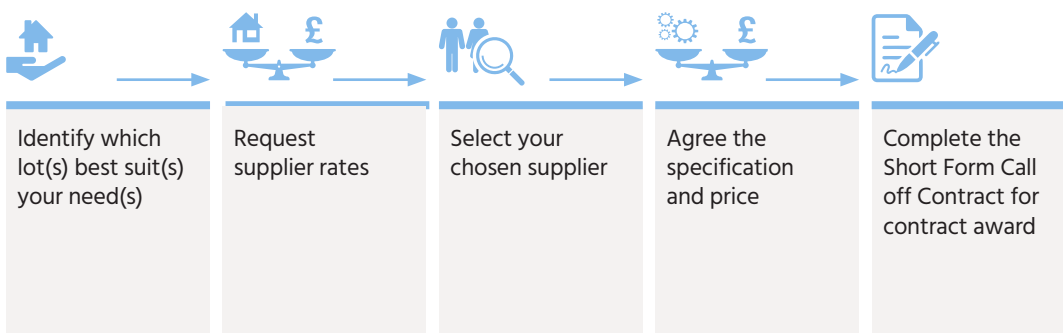 £
£
Identify which
lot(s) best suit(s)
your need(s)
Request
supplier rates
Select your
chosen supplier
Agree the
specification
and price
Complete the
Short Form Call
off Contract for
contract award